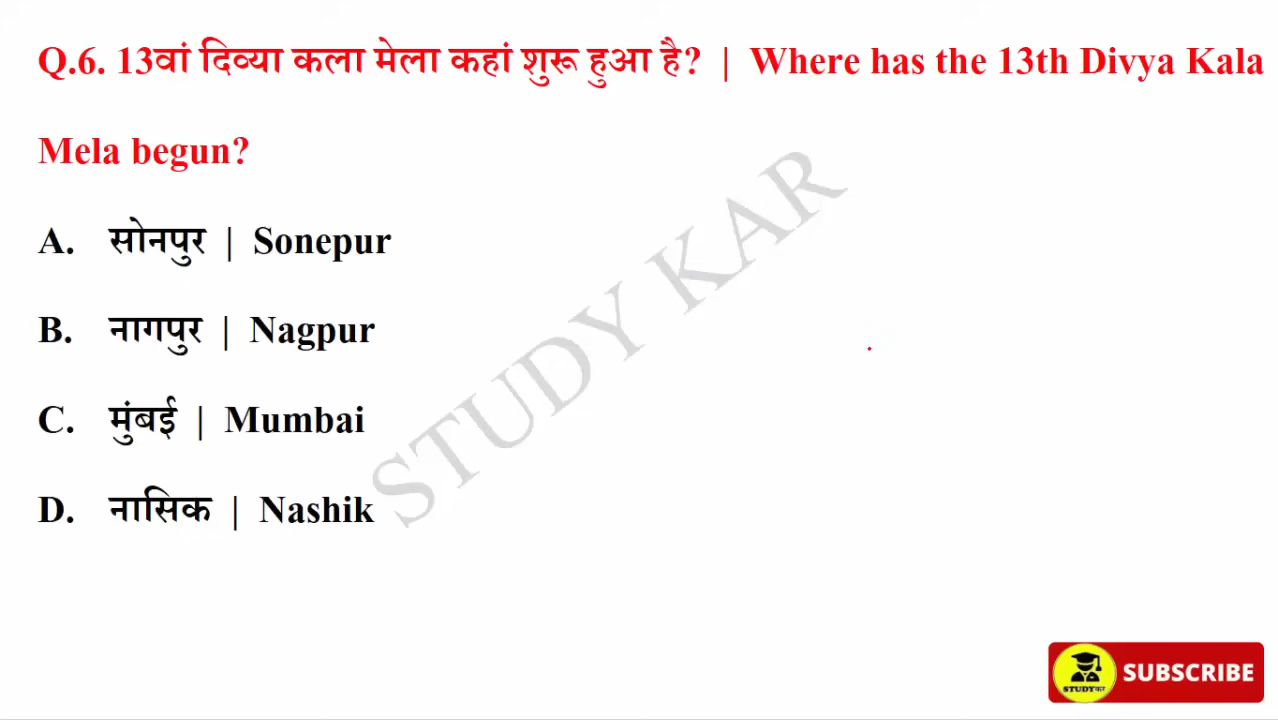 Q.6. 13वां दिव्या कला मेला कहां शुरू हुआ है? | Where has the 13th Divya Kala
Mela begun?
A. सोनपुर | Sonepur
B. नागपुर | Nagpur
C. मुंबई | Mumbai
D. नासिक | Nashik
STUDY KAR
STUDYकर
SUBSCRIBE